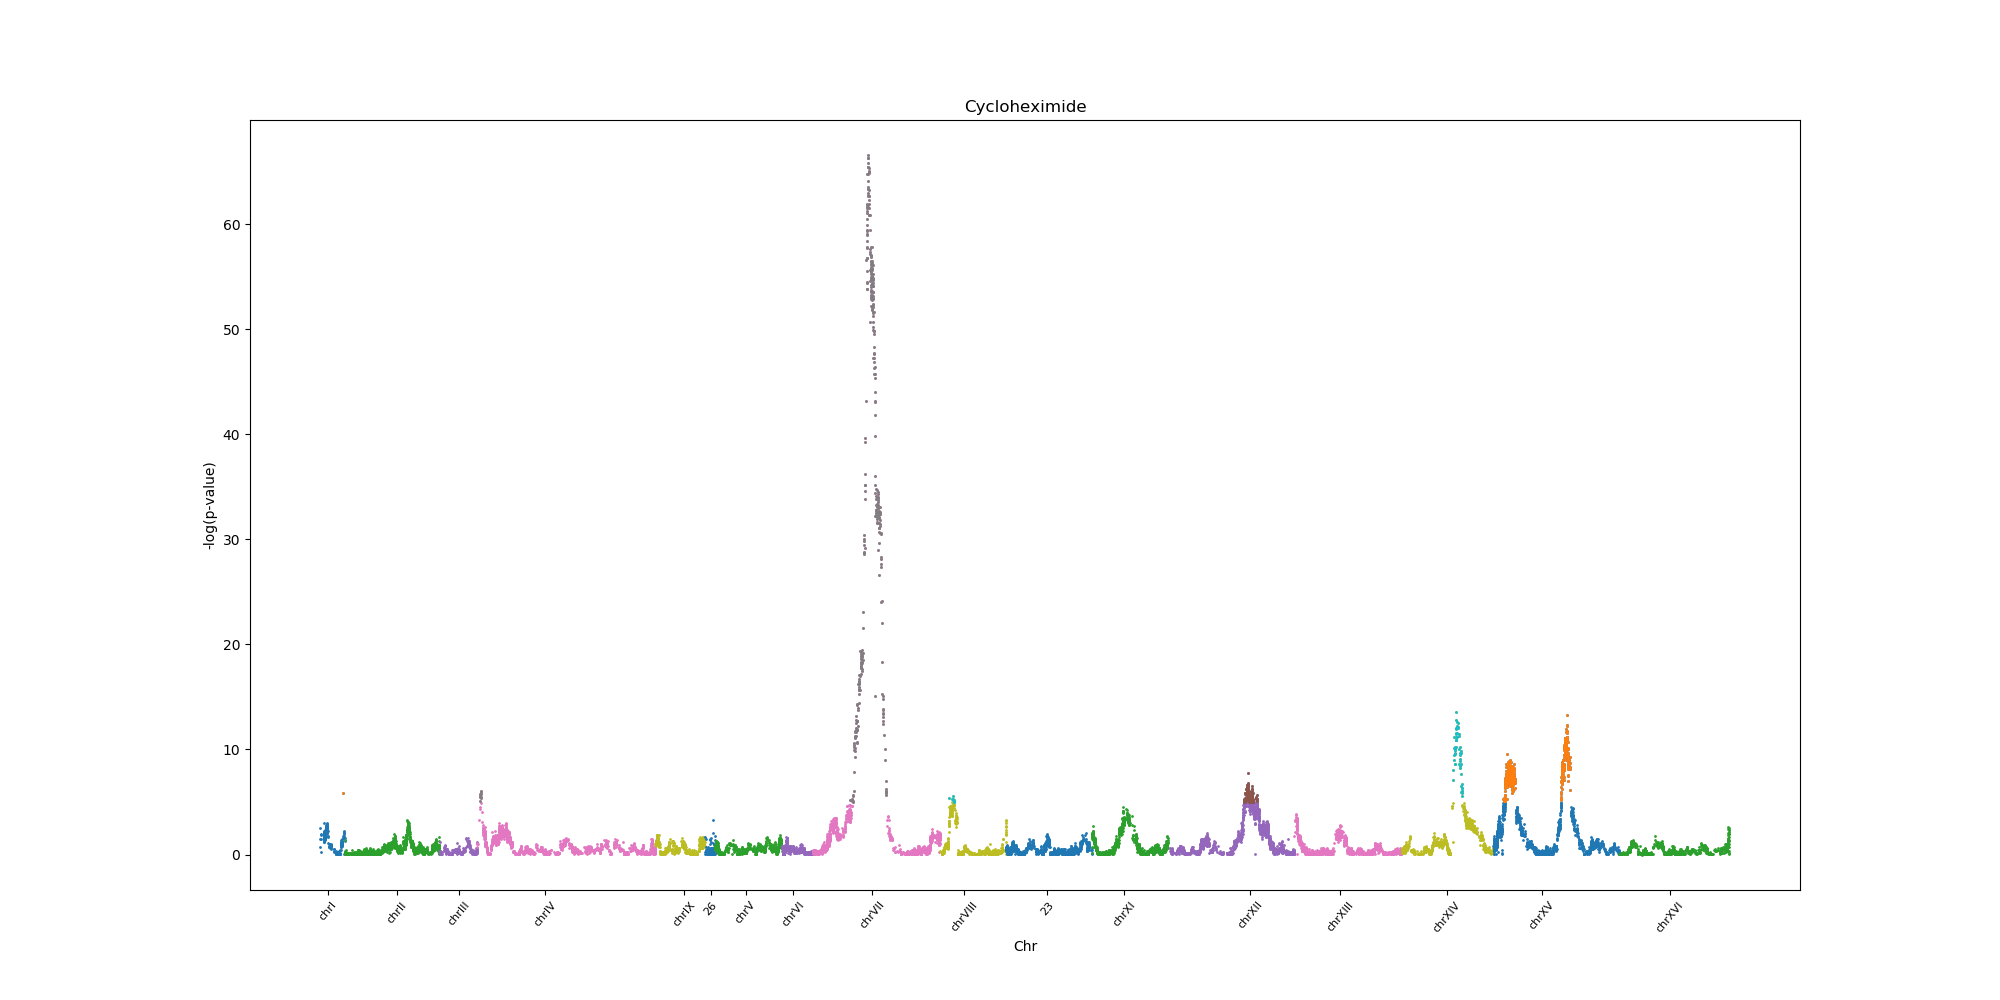 Cycloheximide
-log(p-value)
60
50
40
30
20
10
0
chrI
chrII
chrIII
chrIV
chrIX
26
chrV
chrVI
chrVII
chrVIII
23
chrXI
chrXII
chrXIII
chrXIV
chrXV
chrXVI
Chr